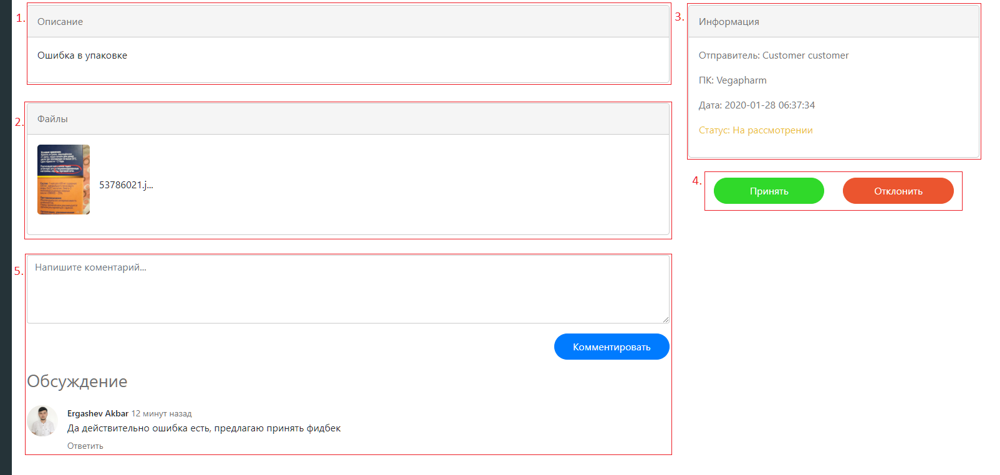 1.
Описание
Ошибка в упаковке
2.
Файлы
53786021.j...
3.
Информация
Отправитель: Customer customer
ПК: Vegapharm
Дата: 2020-01-28 06:37:34
Статус: На рассмотрении
4.
Принять
Отклонить
5.
Напишите коментарий...
Комментировать
Обсуждение
Ergashev Akbar 12 минут назад
Да действительно ошибка есть, предлагаю принять фидбек
Ответить